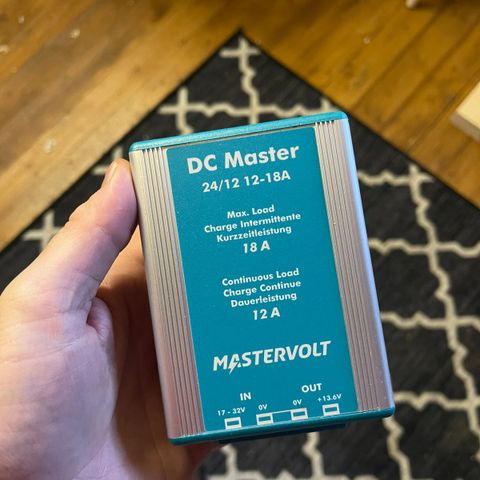 DC Master
24/12 12-18A
Max. Load
Charge Intermittente
Kurzzeitleistung
18 A
Continuous Load
Charge Continue
Dauerleistung
12 A
MASTERVOLT
IN OUT
17 - 32V 0V 0V +13.6V